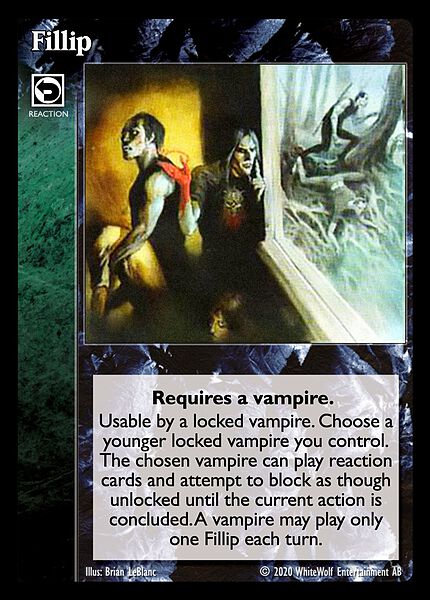 Fillip
REACTION
Requires a vampire.
Usable by a locked vampire. Choose a
younger locked vampire you control.
The chosen vampire can play reaction
cards and attempt to block as though
unlocked until the current action is
concluded. A vampire may play only
one Fillip each turn.
Illus: Brian LeBlanc
© 2020 WhiteWolf Entertainment AB